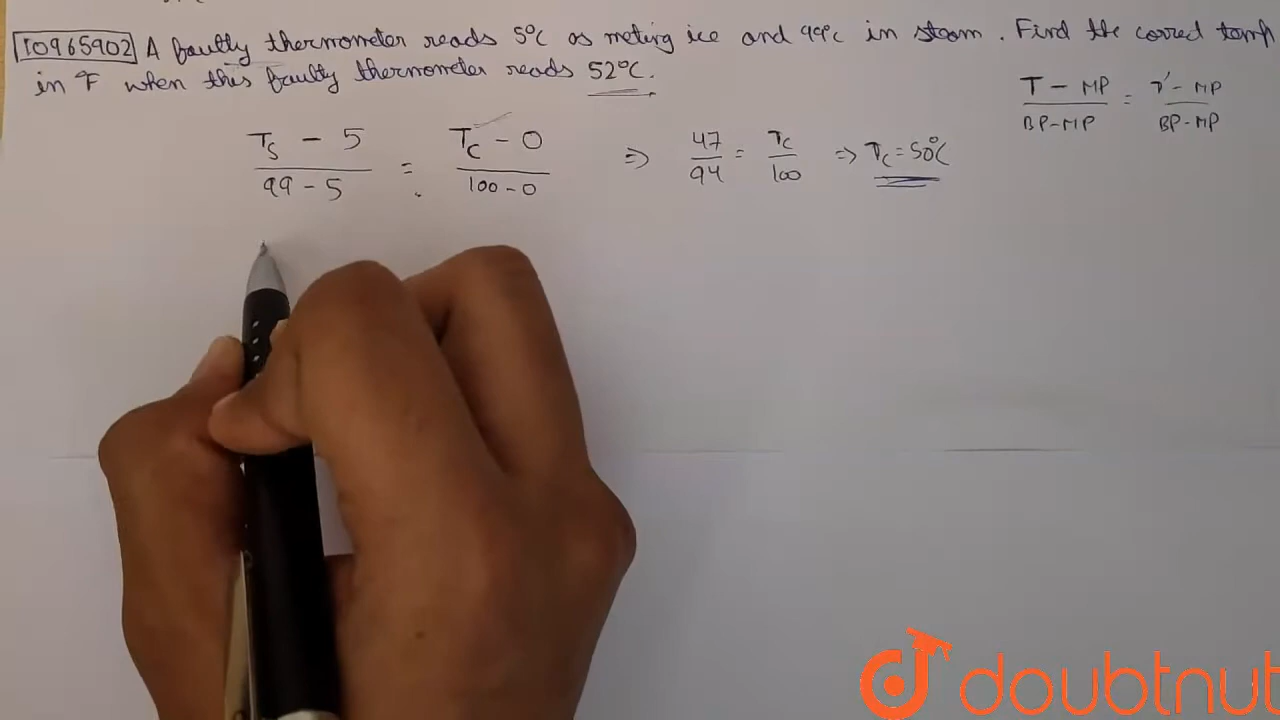 10965902 A faulty thermometer reads 5°C as melting ice and 99°C in steam. Find the correct temp
in °F when this faulty thermometer reads 52°C.
T - MP / BP-MP = T' - MP / BP-MP
Ts - 5 / 99 - 5 = Tc - 0 / 100 - 0 ⇒ 47/94 = Tc/100 ⇒ Tc = 50°C
doubtnut